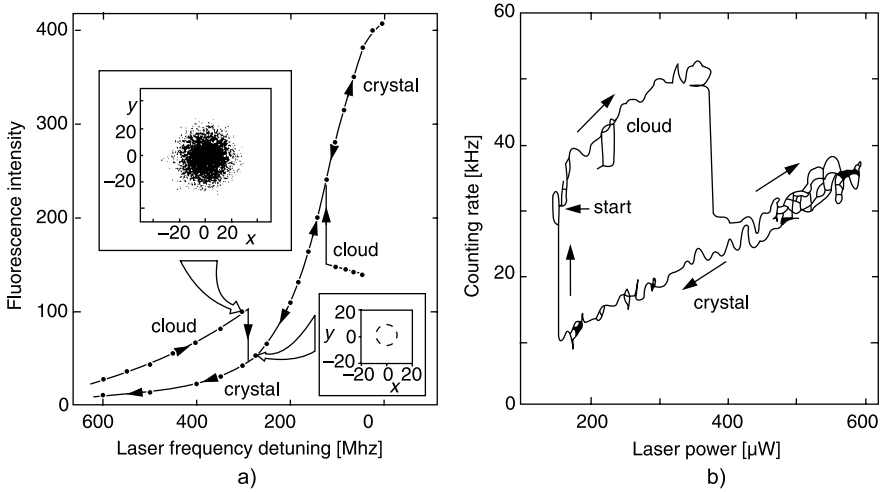 400
300
200
100
0
Fluorescence intensity
600
400
200
0
Laser frequency detuning [Mhz]
a)
crystal
cloud
cloud
crystal
y
20
0
−20
−20 0 20
x
20
y
0
−20
−20 0 20
x
60
40
20
0
Counting rate [kHz]
200
400
600
Laser power [µW]
b)
cloud
start
crystal